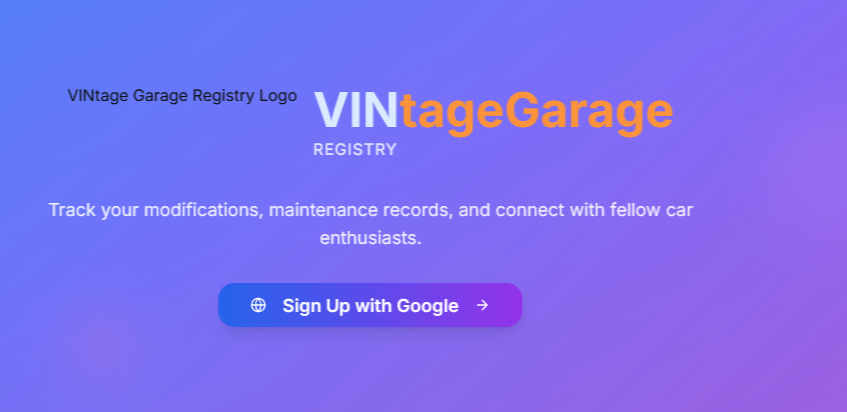 VINtage Garage Registry Logo
VINtageGarage
REGISTRY
Track your modifications, maintenance records, and connect with fellow car
enthusiasts.
Sign Up with Google